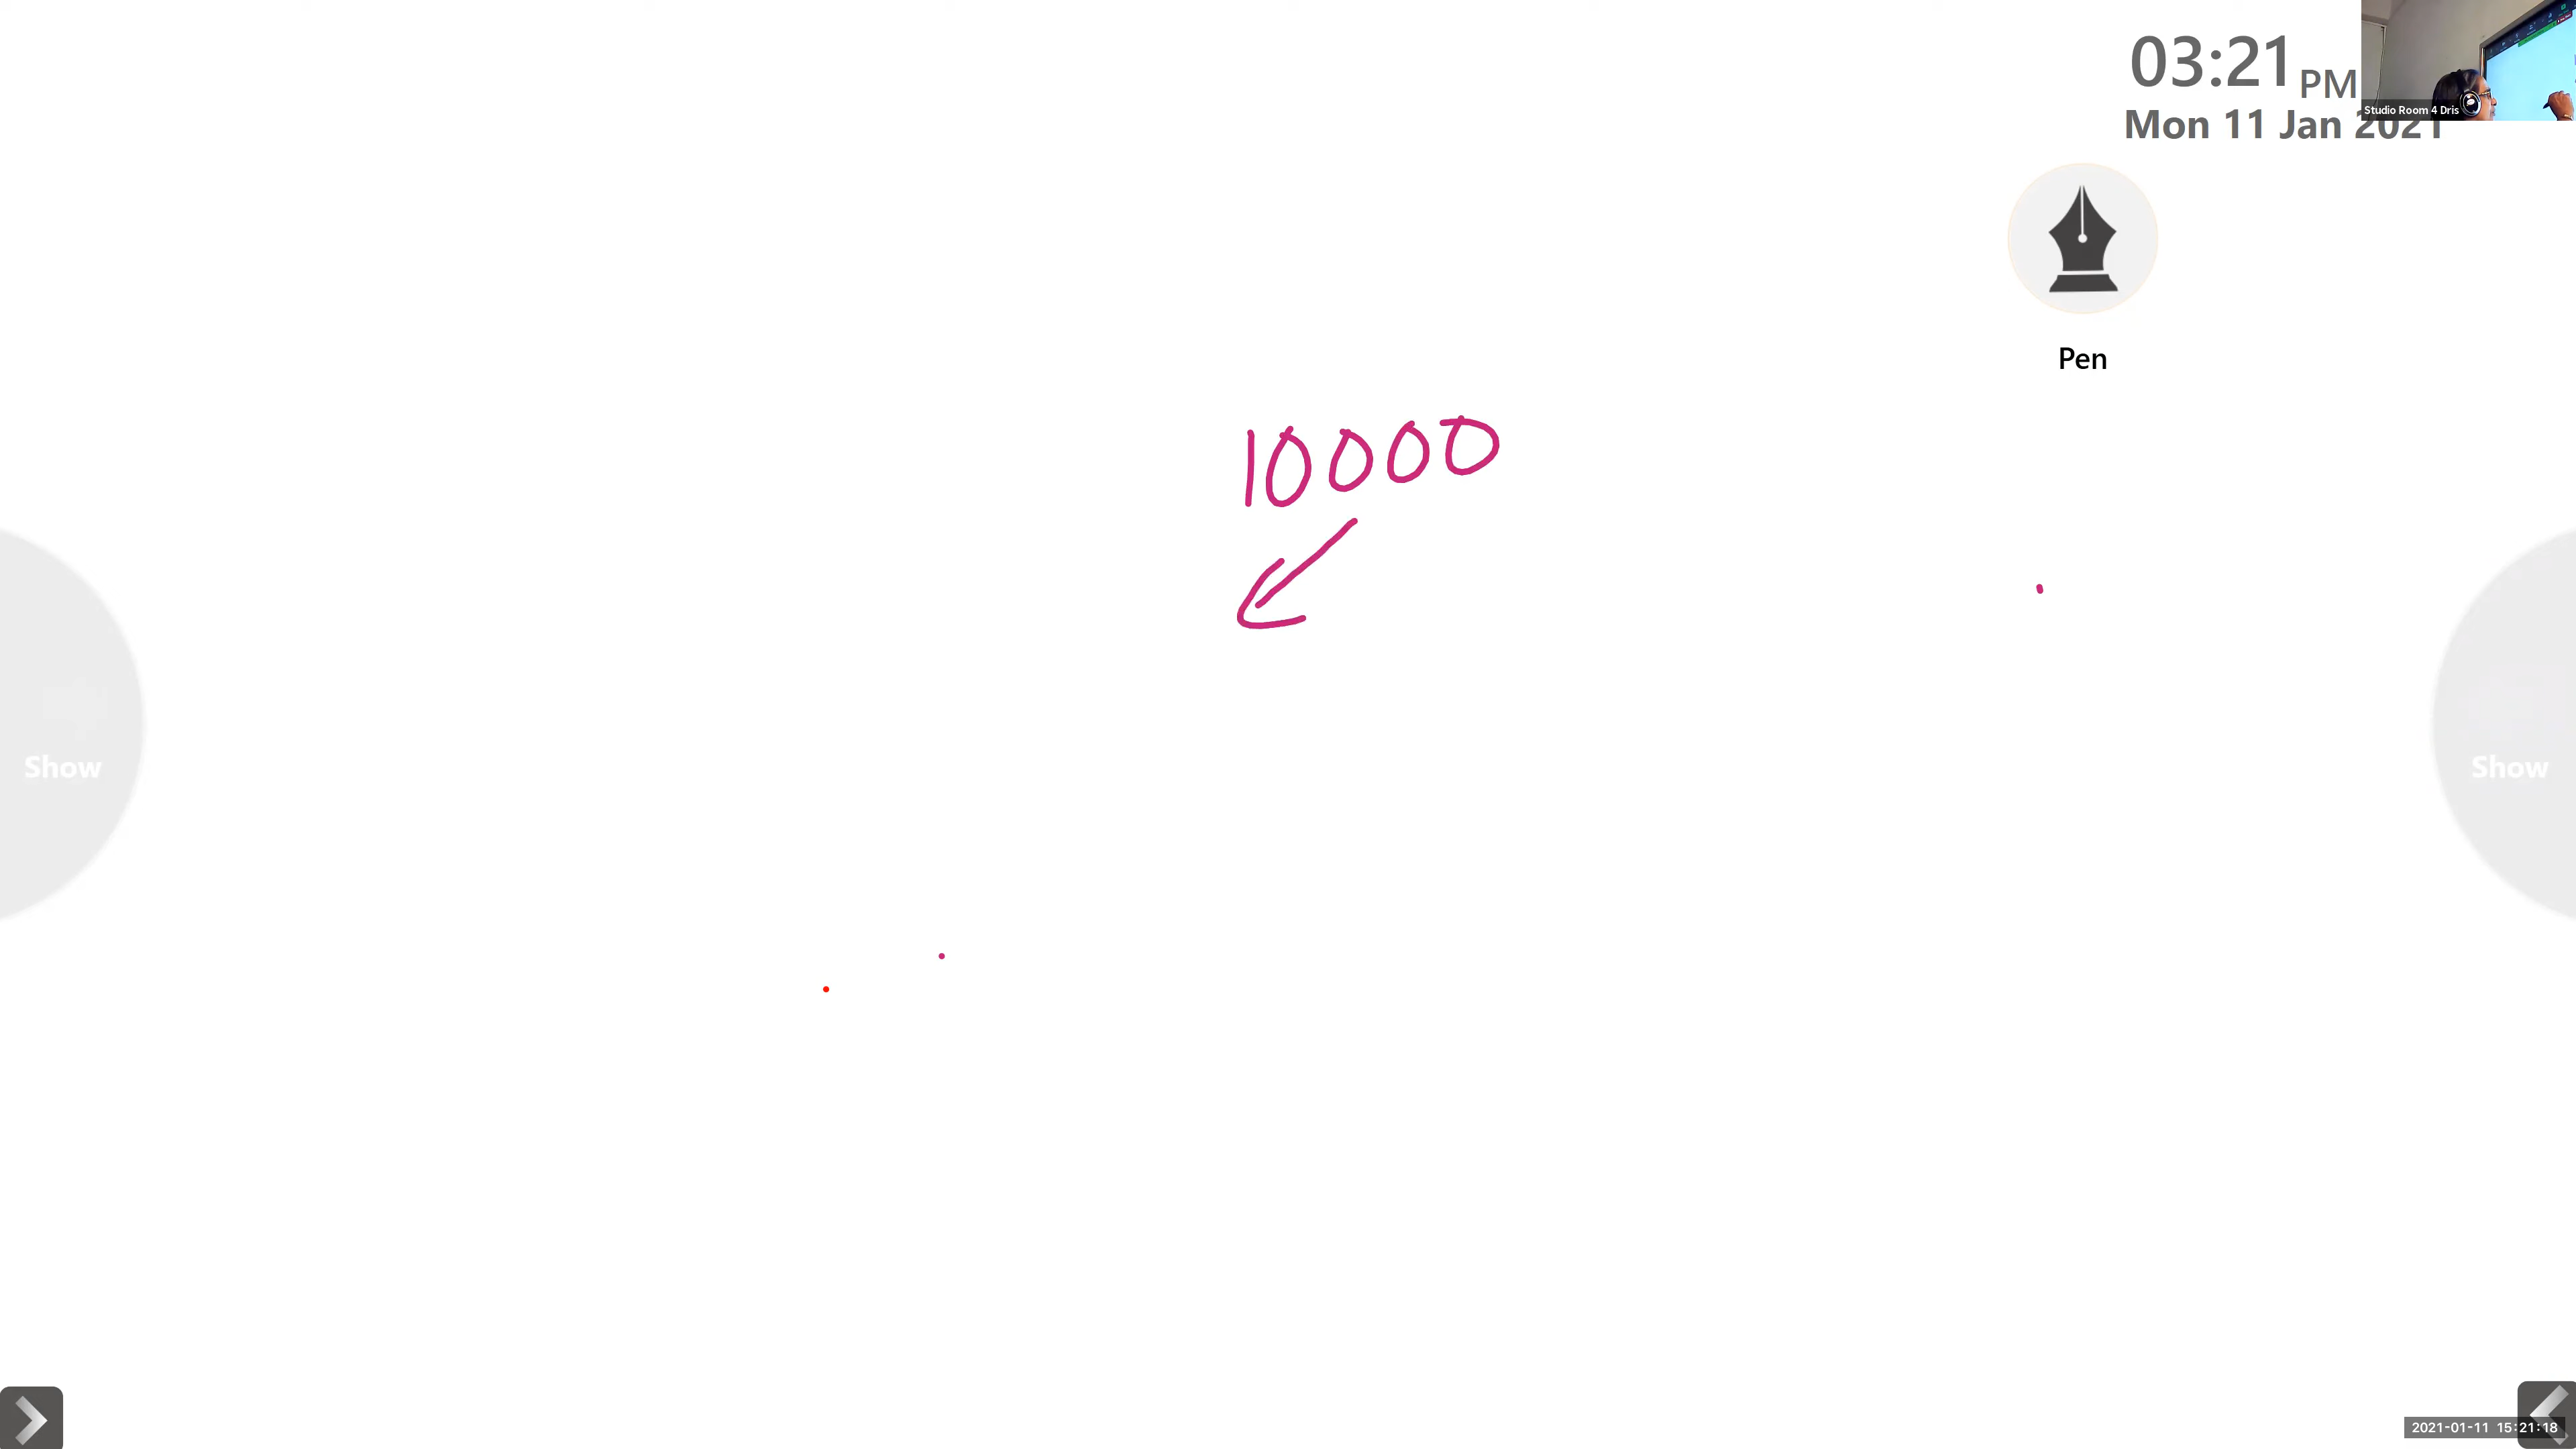 03:21 PM
Mon 11 Jan 2021
Studio Room 4 Dris
Pen
10000
Show
Show
2021-01-11 15:21:18